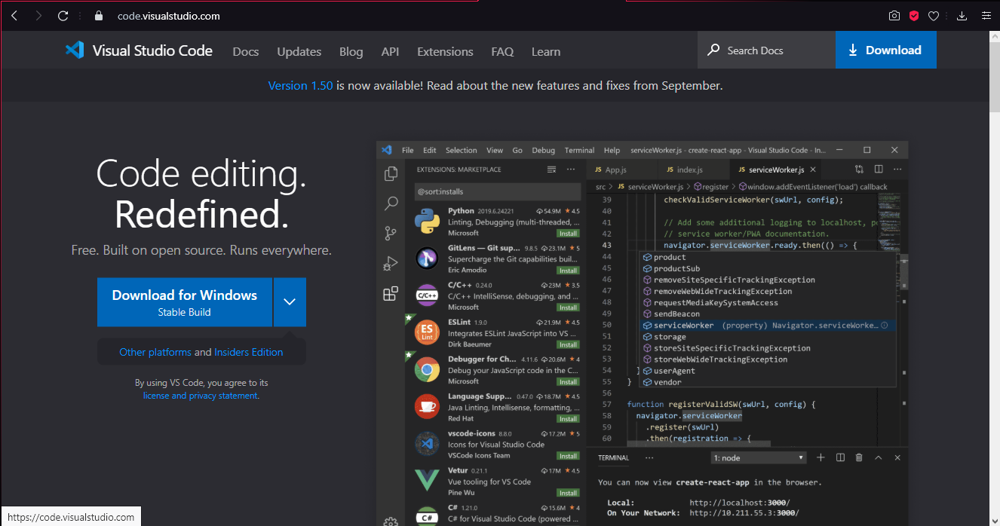 code.visualstudio.com
Visual Studio Code Docs Updates Blog API Extensions FAQ Learn Search Docs Download
Version 1.50 is now available! Read about the new features and fixes from September.
Code editing.
Redefined.
Free. Built on open source. Runs everywhere.
Download for Windows
Stable Build
Other platforms and Insiders Edition
By using VS Code, you agree to its
license and privacy statement.
File Edit Selection View Go Debug Terminal Help serviceWorker.js - create-react-app - Visual Studio Code - In...
EXTENSIONS: MARKETPLACE
@sort:installs
Python 2019.6.24221 54.9M 4.5
Linting, Debugging (multi-threaded, ...
Microsoft Install
GitLens — Git sup... 9.8.5 23.1M 5
Supercharge the Git capabilities buil...
Eric Amodio Install
C/C++ 0.24.0 23M 3.5
C/C++ IntelliSense, debugging, and ...
Microsoft Install
ESLint 1.9.0 21.9M 4.5
Integrates ESLint JavaScript into VS ...
Dirk Baeumer Install
Debugger for Ch... 4.11.6 20.6M 4
Debug your JavaScript code in the C...
Microsoft Install
Language Supp... 0.47.0 18.7M 4.5
Java Linting, Intellisense, formatting, ...
Red Hat Install
vscode-icons 8.8.0 17.2M 5
Icons for Visual Studio Code
VSCode Icons Team Install
Vetur 0.21.1 17M 4.5
Vue tooling for VS Code
Pine Wu Install
C# 1.21.0 15.6M 4
C# for Visual Studio Code (powered ...
C/C++
ES
Lint
C#
JS App.js JS index.js JS serviceWorker.js
src > JS serviceWorker.js > register > window.addEventListener('load') callback
39 checkValidServiceWorker(swUrl, config);
40
41 // Add some additional logging to localhost,
42 // service worker/PWA documentation.
43 navigator.serviceWorker.ready.then(() => {
44 product
45 productSub
46 removeSiteSpecificTrackingException
47 removeWebWideTrackingException
48 requestMediaKeySystemAccess
49 sendBeacon
50 serviceWorker (property) Navigator.serviceWorke...
51 storage
52 storeSiteSpecificTrackingException
53 storeWebWideTrackingException
54 } userAgent
55 } vendor
56
57 function registerValidSW(swUrl, config) {
58 navigator.serviceWorker
59 .register(swUrl)
60 .then(registration => {
TERMINAL ... 1: node
You can now view create-react-app in the browser.
Local: http://localhost:3000/
On Your Network: http://10.211.55.3:3000/
https://code.visualstudio.com